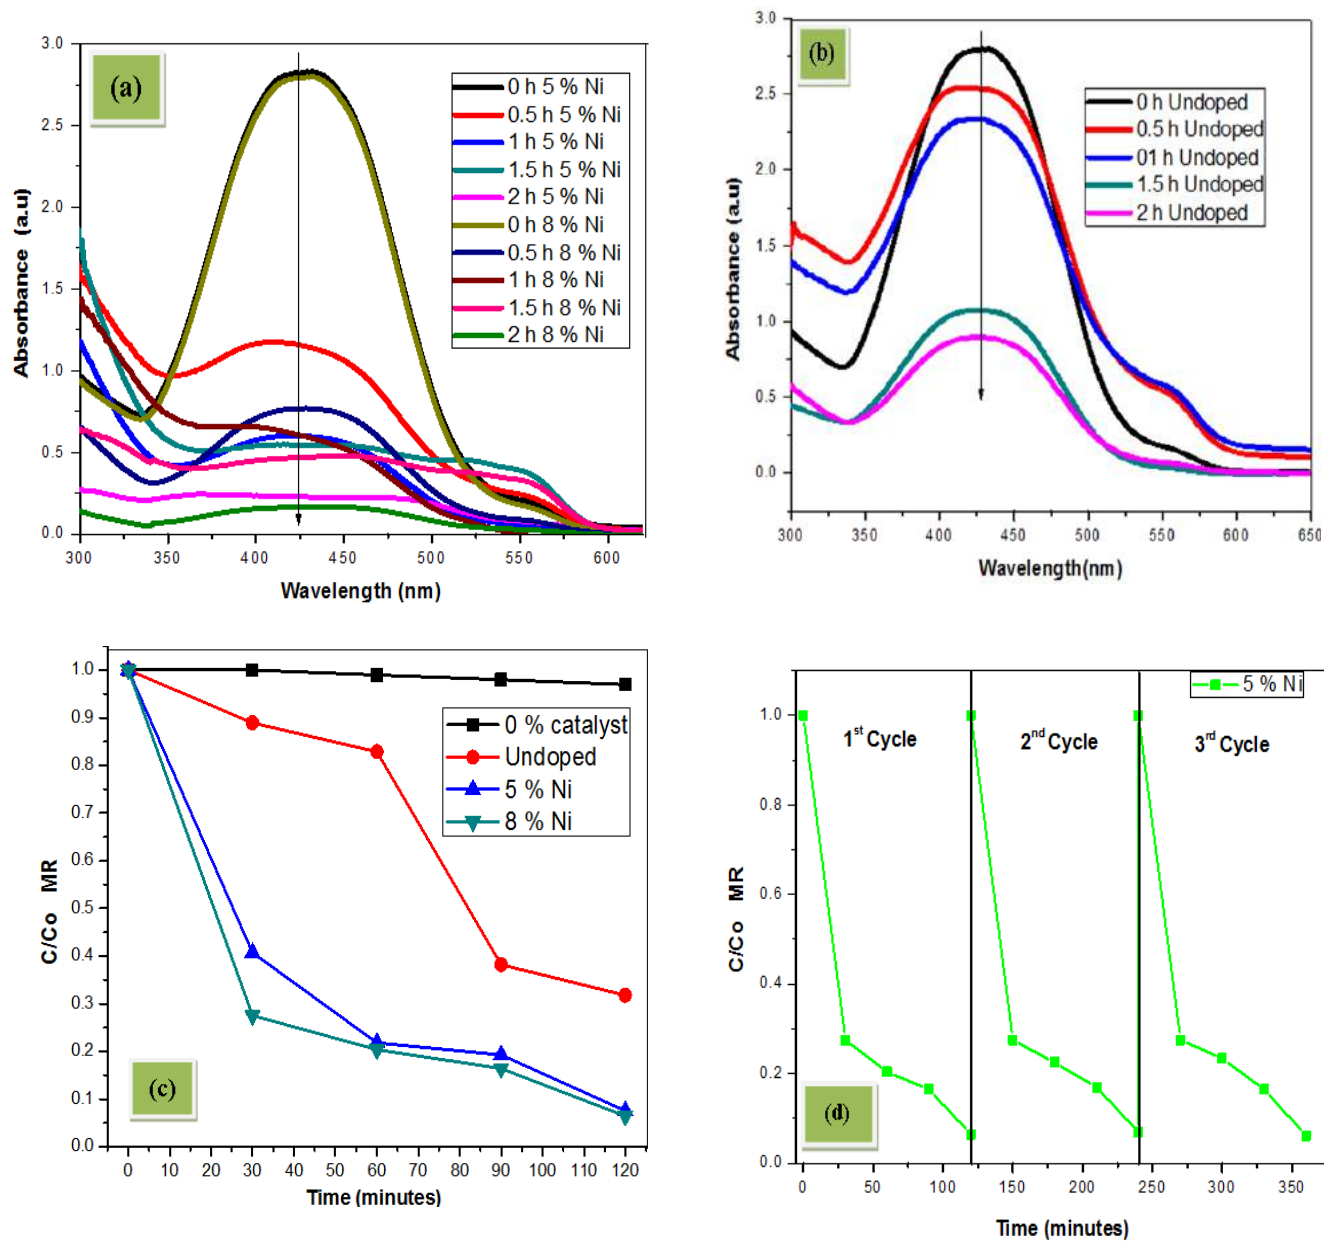 (a)
3.0
2.5
2.0
1.5
1.0
0.5
0.0
Absorbance (a.u)
300 350 400 450 500 550 600
Wavelength (nm)
0 h 5 % Ni
0.5 h 5 % Ni
1 h 5 % Ni
1.5 h 5 % Ni
2 h 5 % Ni
0 h 8 % Ni
0.5 h 8 % Ni
1 h 8 % Ni
1.5 h 8 % Ni
2 h 8 % Ni
(b)
3.0
2.5
2.0
1.5
1.0
0.5
0.0
Absorbance (a.u)
300 350 400 450 500 550 600 650
Wavelength(nm)
0 h Undoped
0.5 h Undoped
01 h Undoped
1.5 h Undoped
2 h Undoped
1.0
0.9
0.8
0.7
0.6
0.5
0.4
0.3
0.2
0.1
0.0
C/Co MR
0 % catalyst
Undoped
5 % Ni
8 % Ni
(c)
0 10 20 30 40 50 60 70 80 90 100 110 120
Time (minutes)
1.0
0.8
0.6
0.4
0.2
0.0
C/Co MR
5 % Ni
1st Cycle
2nd Cycle
3rd Cycle
(d)
0 50 100 150 200 250 300 350
Time (minutes)